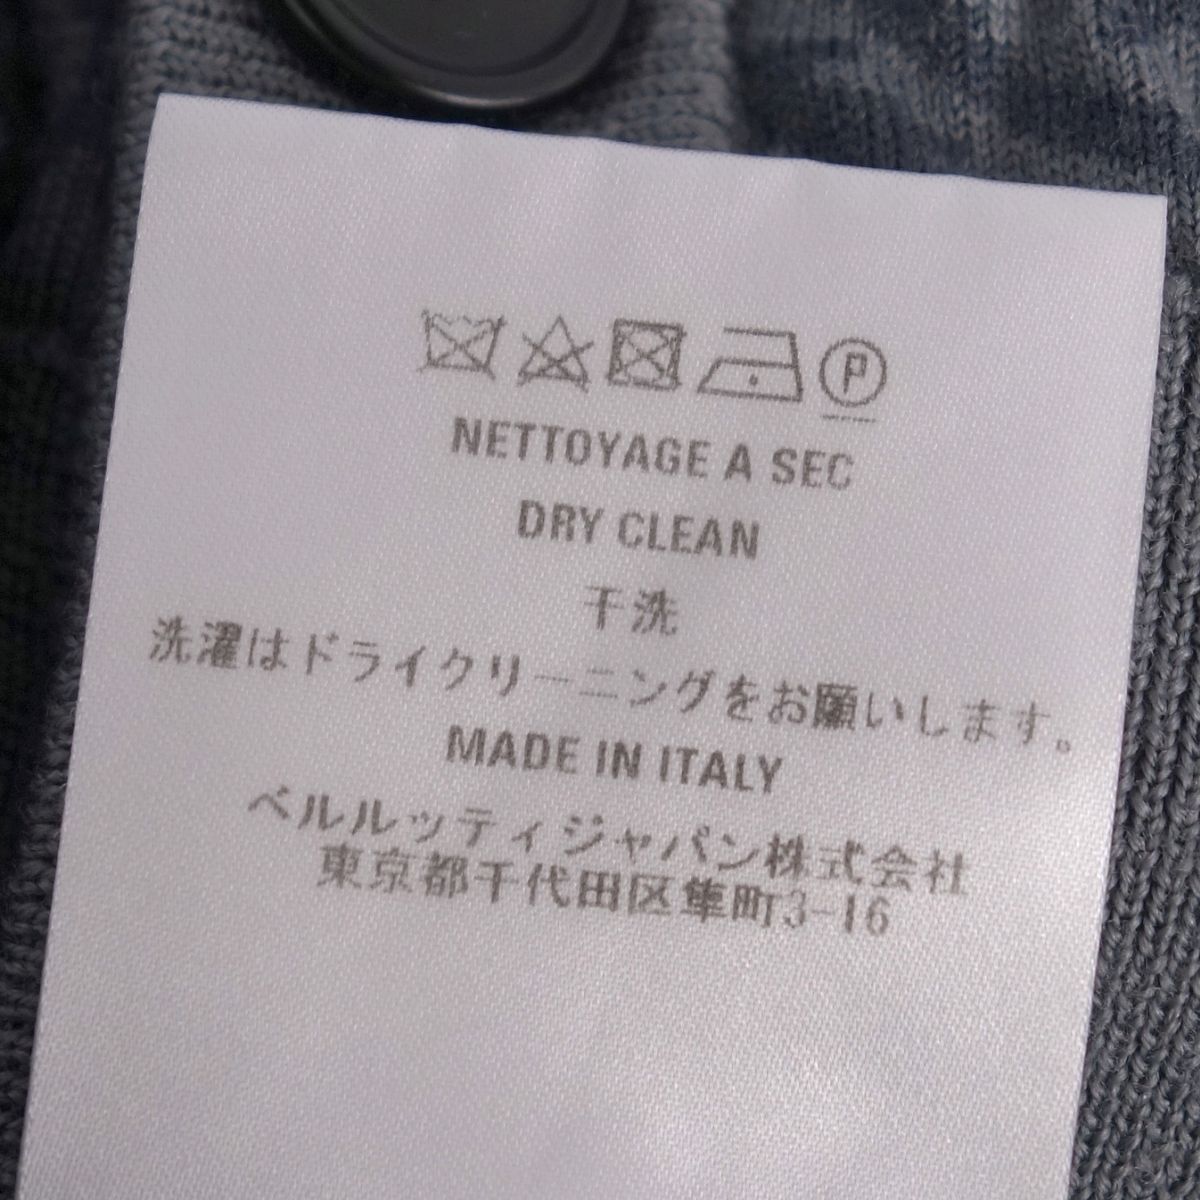 P
NETTOYAGE A SEC
DRY CLEAN
干洗
洗濯はドライクリーニングをお願いします。
MADE IN ITALY
ベルルッティジャパン株式会社
東京都千代田区隼町3-16